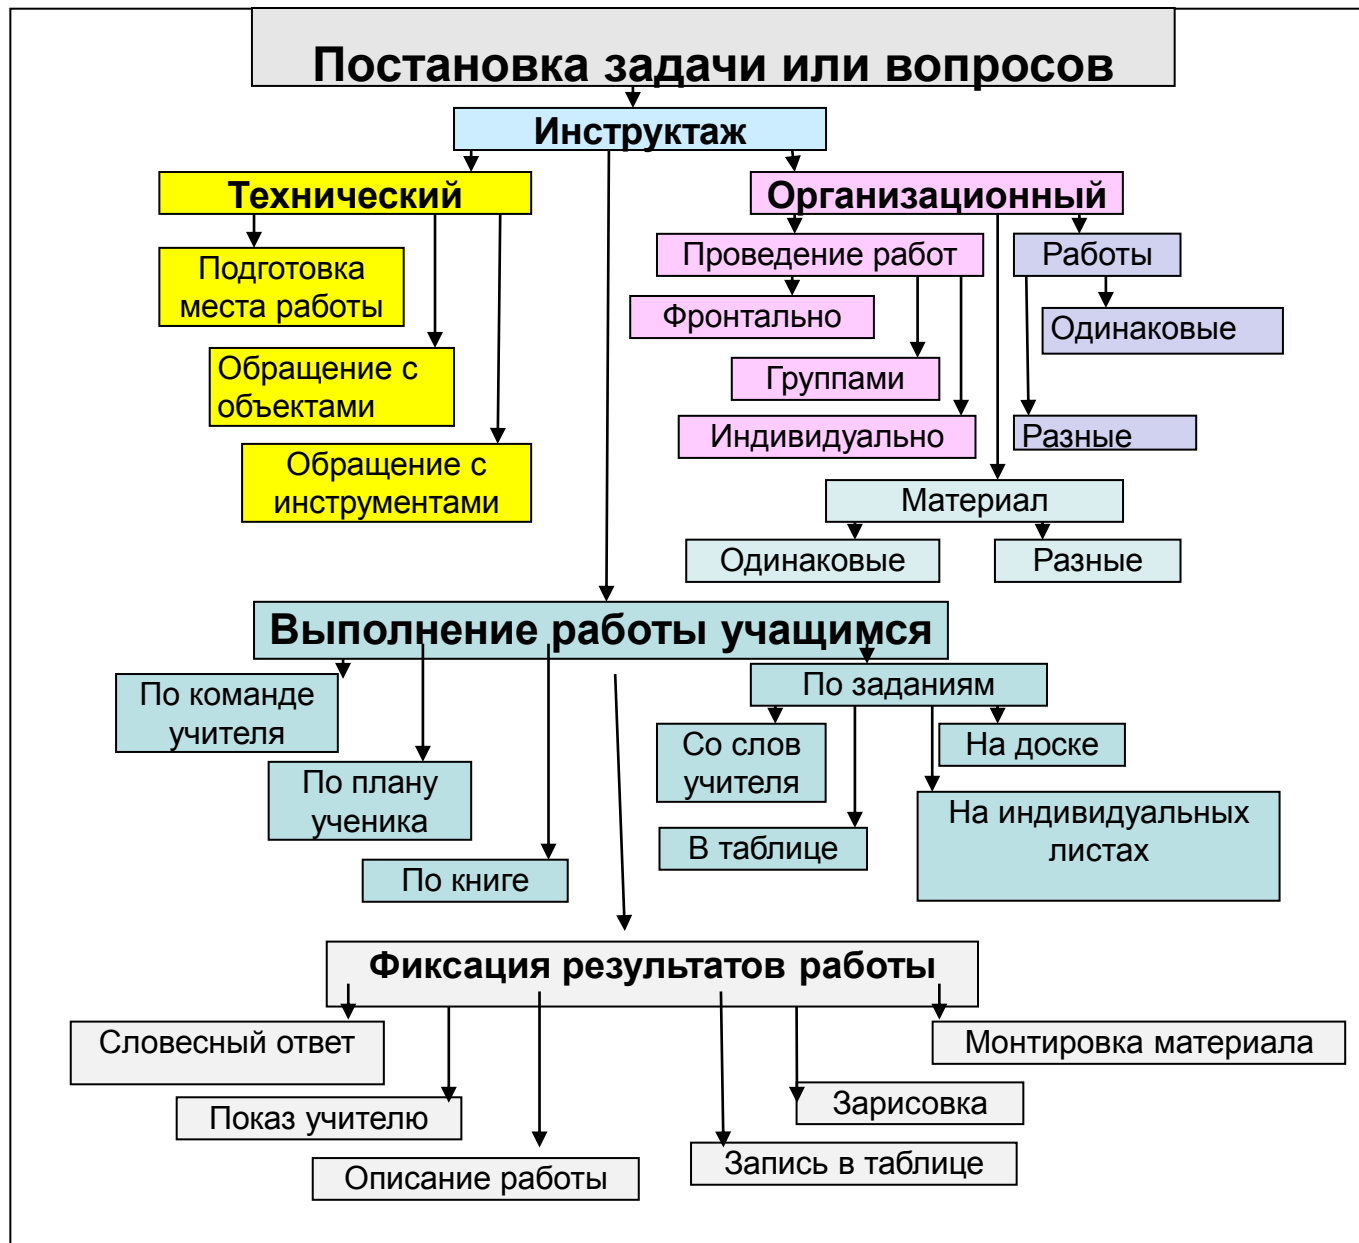 Постановка задачи или вопросов
Инструктаж
Технический
Организационный
Подготовка
места работы
Обращение с
объектами
Обращение с
инструментами
Проведение работ
Фронтально
Группами
Индивидуально
Работы
Одинаковые
Разные
Материал
Одинаковые
Разные
Выполнение работы учащимся
По команде
учителя
По плану
ученика
По книге
По заданиям
Со слов
учителя
На доске
В таблице
На индивидуальных
листах
Фиксация результатов работы
Словесный ответ
Показ учителю
Описание работы
Запись в таблице
Зарисовка
Монтировка материала